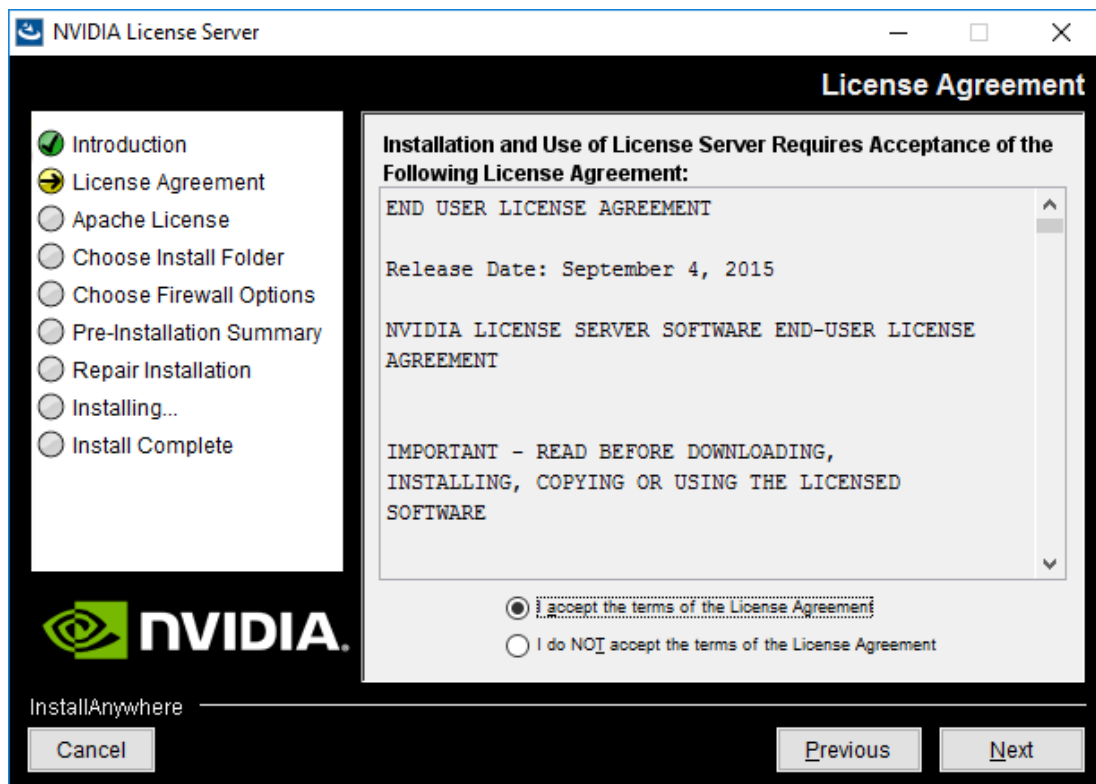 NVIDIA License Server
License Agreement
Introduction
License Agreement
Apache License
Choose Install Folder
Choose Firewall Options
Pre-Installation Summary
Repair Installation
Installing...
Install Complete
Installation and Use of License Server Requires Acceptance of the
Following License Agreement:
END USER LICENSE AGREEMENT
Release Date: September 4, 2015
NVIDIA LICENSE SERVER SOFTWARE END-USER LICENSE
AGREEMENT
IMPORTANT - READ BEFORE DOWNLOADING,
INSTALLING, COPYING OR USING THE LICENSED
SOFTWARE
I accept the terms of the License Agreement
I do NOT accept the terms of the License Agreement
NVIDIA.
InstallAnywhere
Cancel
Previous
Next